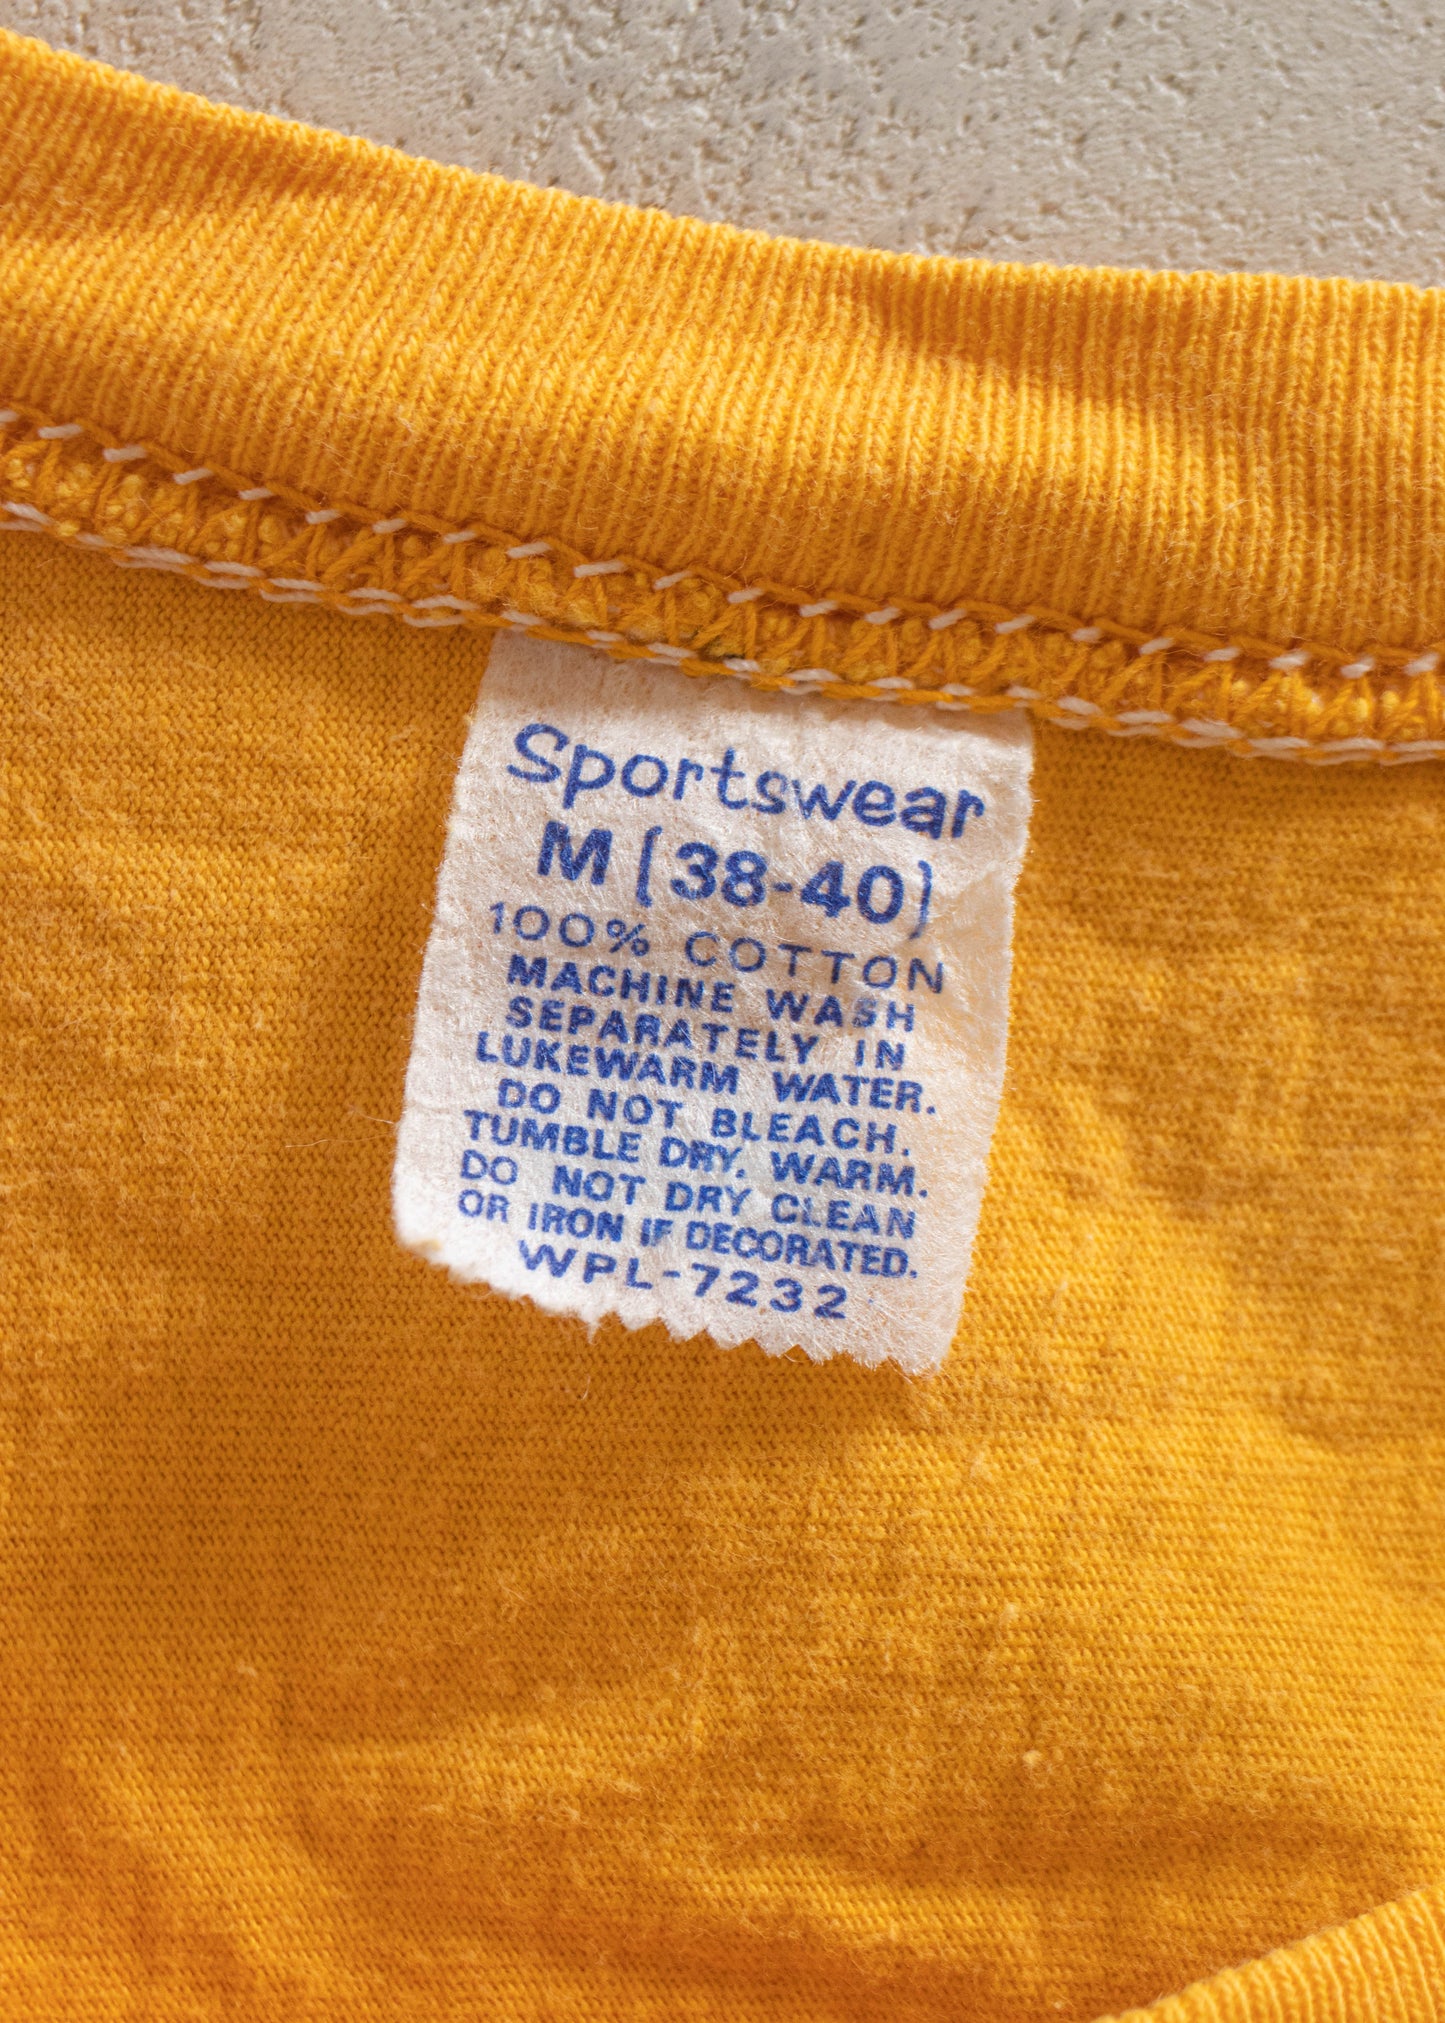 Sportswear
M [38-40]
100% COTTON
MACHINE WASH
SEPARATELY IN
LUKEWARM WATER.
DO NOT BLEACH.
TUMBLE DRY. WARM.
DO NOT DRY CLEAN
OR IRON IF DECORATED.
WPL-7232